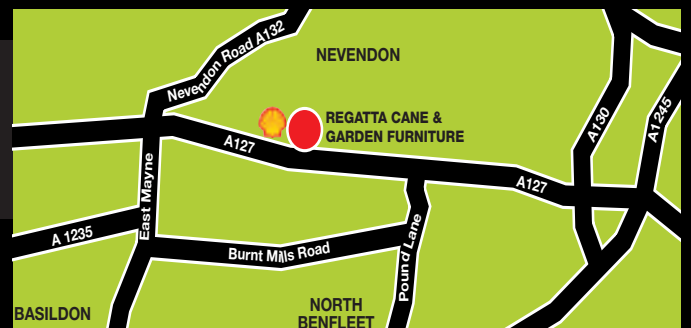 Nevendon Road A132
NEVENDON
REGATTA CANE &
GARDEN FURNITURE
A127
A130
A1245
A127
East Mayne
A 1235
Burnt Mills Road
Pound Lane
BASILDON
NORTH
BENFLEET